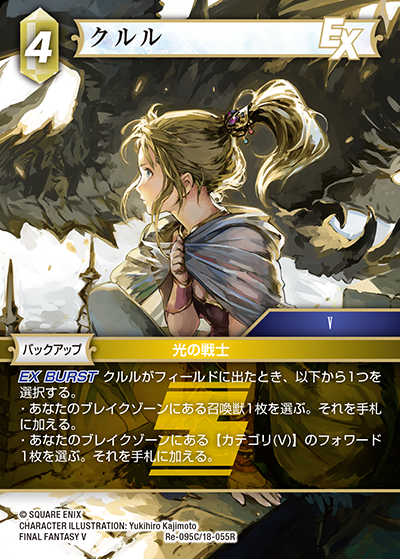 4
クルル
EX
V
バックアップ
光の戦士
EX BURST クルルがフィールドに出たとき、以下から1つを
選択する。
・あなたのブレイクゾーンにある召喚獣1枚を選ぶ。それを手札
に加える。
・あなたのブレイクゾーンにある【カテゴリ(V)】のフォワード
1枚を選ぶ。それを手札に加える。
© SQUARE ENIX
CHARACTER ILLUSTRATION: Yukihiro Kajimoto
FINAL FANTASY V
Re-095C/18-055R